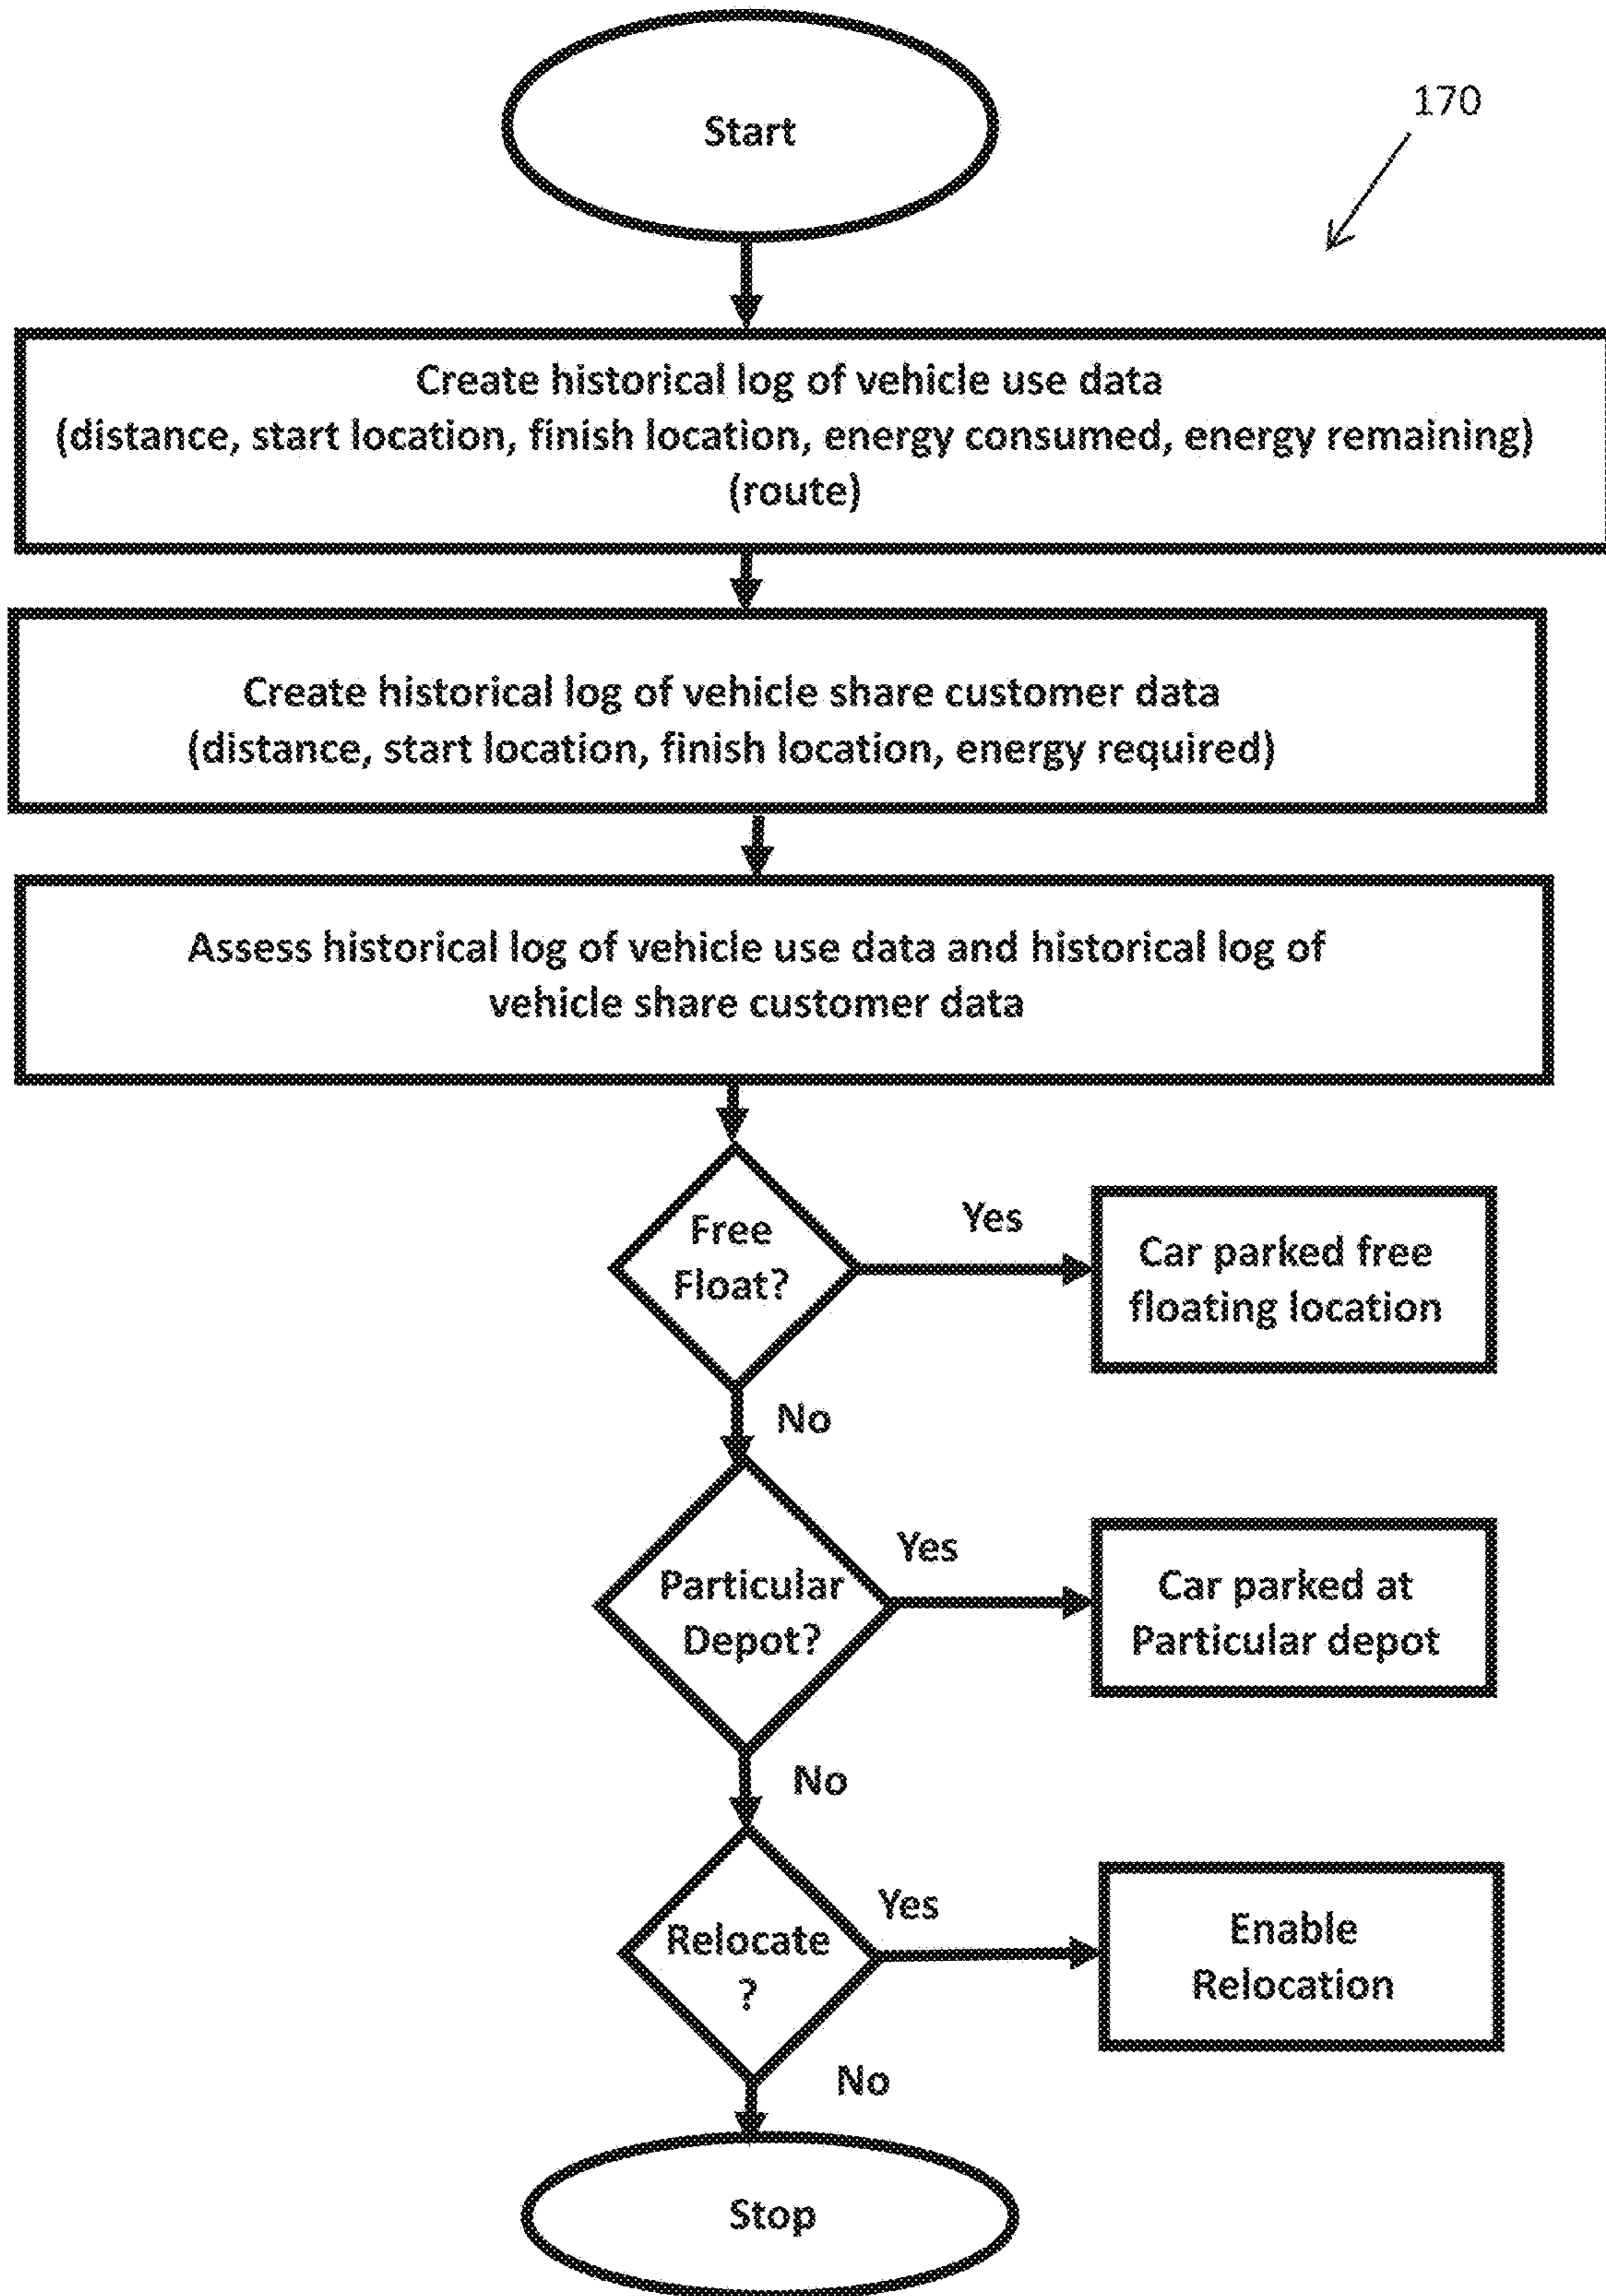 Start
170
Create historical log of vehicle use data
(distance, start location, finish location, energy consumed, energy remaining)
(route)
Create historical log of vehicle share customer data
(distance, start location, finish location, energy required)
Assess historical log of vehicle use data and historical log of
vehicle share customer data
Free
Float?
Yes
Car parked free
floating location
No
Particular
Depot?
Yes
Car parked at
Particular depot
No
Relocate
?
Yes
Enable
Relocation
No
Stop